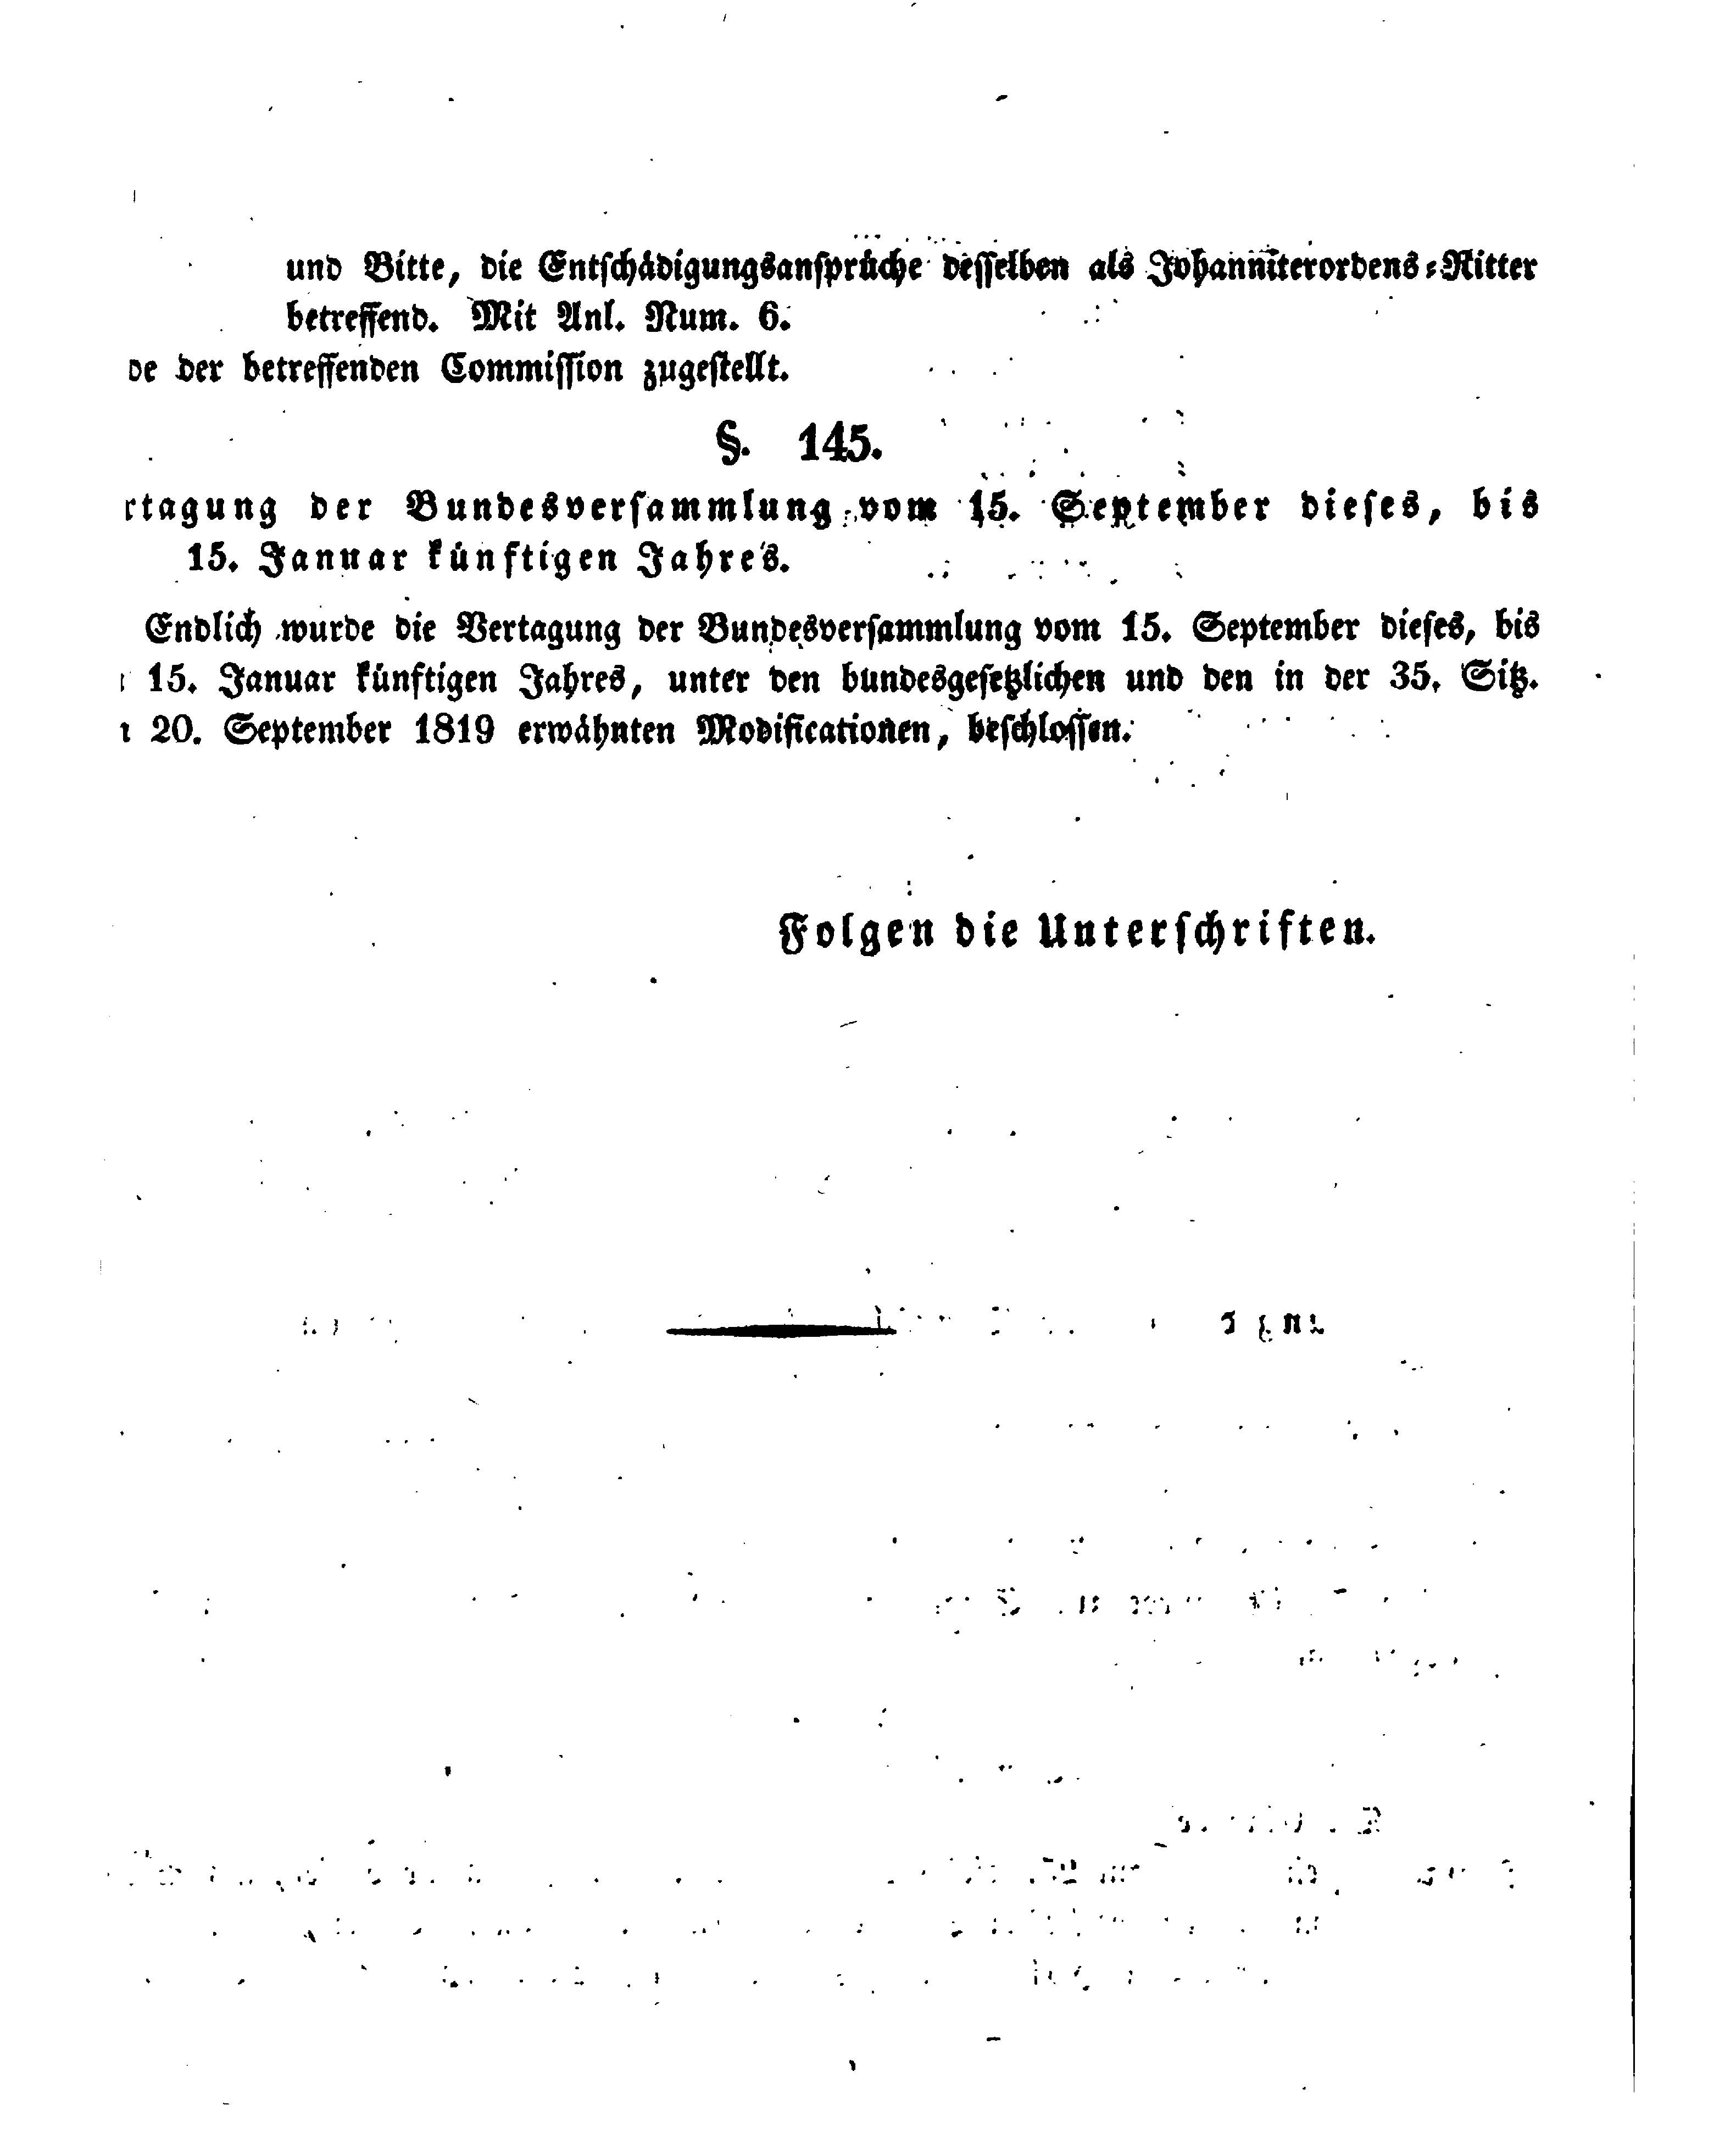 und Bitte, die Entschädigungsansprüche desselben als Johanniterordens-Ritter
betreffend. Mit Anl. Num. 6.
de der betreffenden Commission zugestellt.
§. 145.
rtagung der Bundesversammlung vom 15. September dieses, bis
15. Januar künftigen Jahres.
Endlich wurde die Vertagung der Bundesversammlung vom 15. September dieses, bis
15. Januar künftigen Jahres, unter den bundesgesetzlichen und den in der 35. Sitz.
20. September 1819 erwähnten Modificationen, beschlossen.
Folgen die Unterschriften.